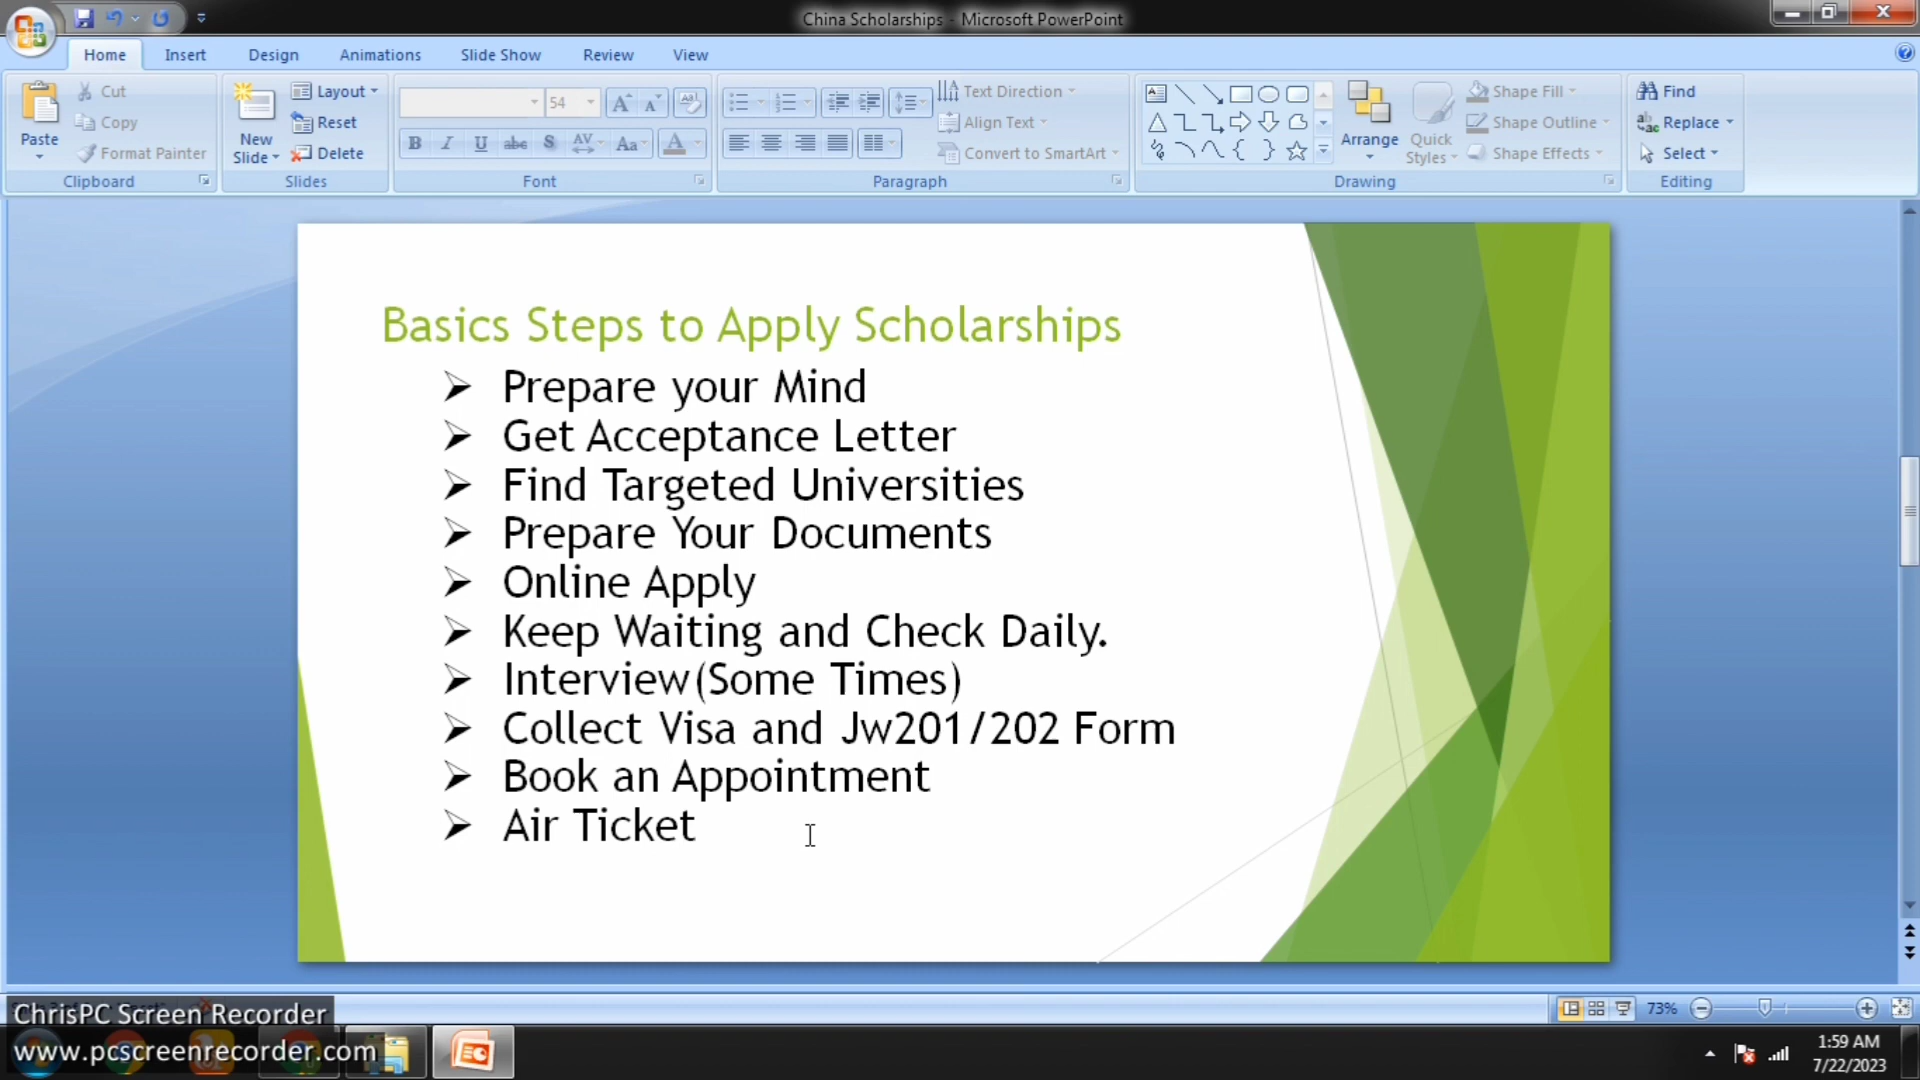 China Scholarships - Microsoft PowerPoint
Home Insert Design Animations Slide Show Review View
Paste
Cut
Copy
Format Painter
Clipboard
New
Slide
Layout
Reset
Delete
Slides
54
B I U abc S AV Aa A
Font
Text Direction
Align Text
Convert to SmartArt
Paragraph
Arrange
Quick
Styles
Shape Fill
Shape Outline
Shape Effects
Drawing
Find
Replace
Select
Editing
Basics Steps to Apply Scholarships
Prepare your Mind
Get Acceptance Letter
Find Targeted Universities
Prepare Your Documents
Online Apply
Keep Waiting and Check Daily.
Interview(Some Times)
Collect Visa and Jw201/202 Form
Book an Appointment
Air Ticket
73%
ChrisPC Screen Recorder
www.pcscreenrecorder.com
1:59 AM
7/22/2023